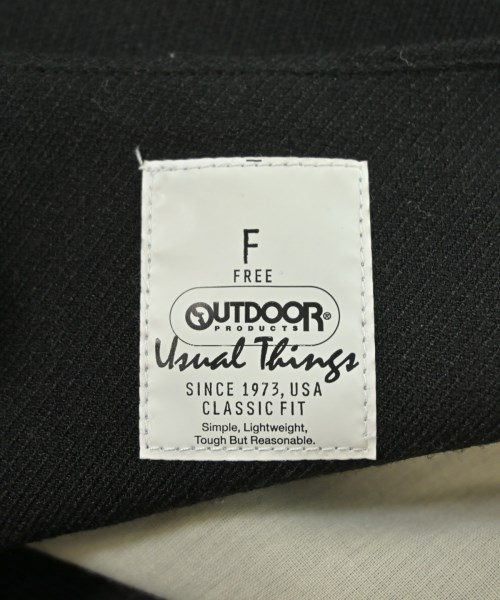 F
FREE
OUTDOOR®
PRODUCTS
Usual Things
SINCE 1973, USA
CLASSIC FIT
Simple, Lightweight,
Tough But Reasonable.